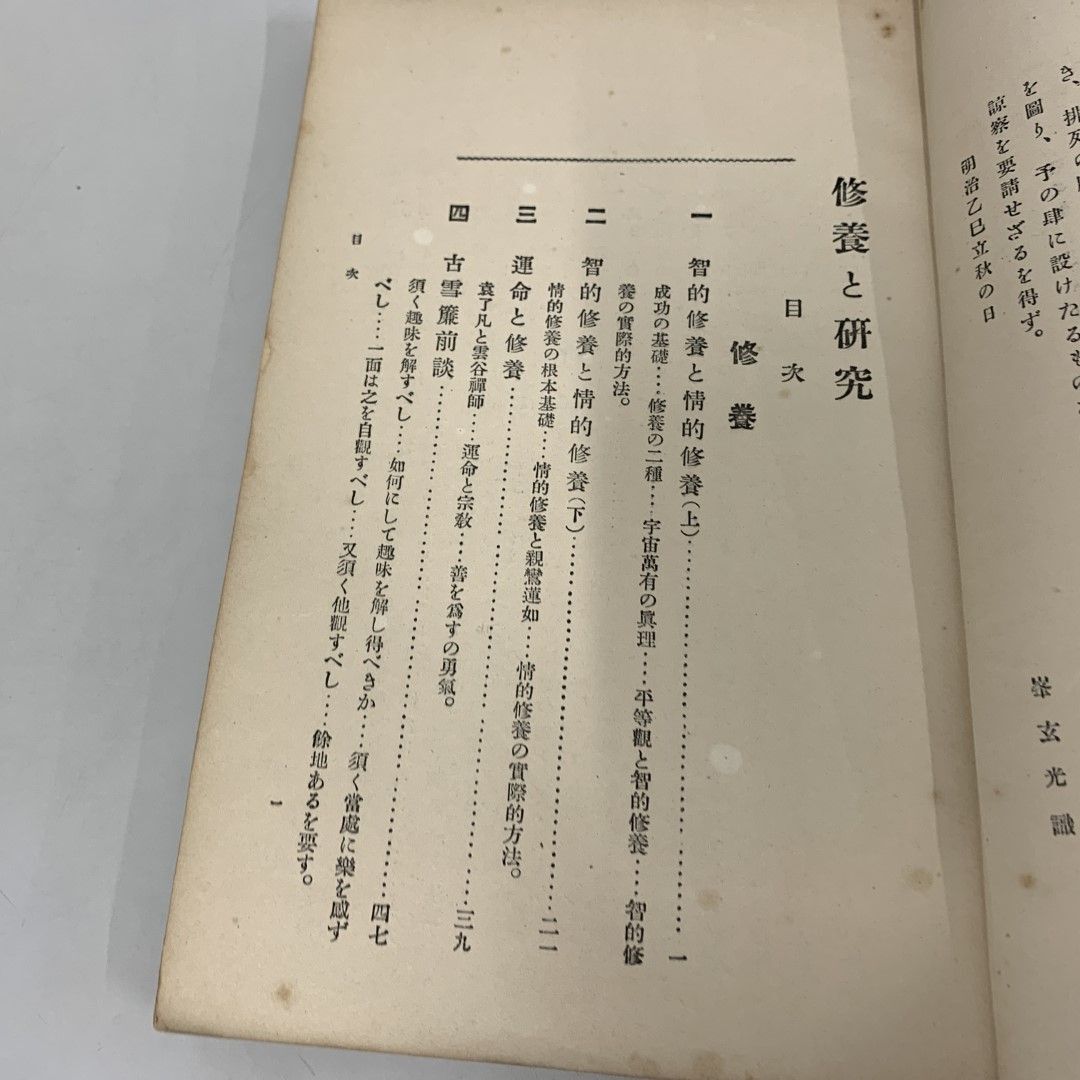 を圖り、予の肆に設けたる
諒察を要請せざるを得ず。
明治乙巳立秋の日
峯玄光識
修養と研究
目次
修養
一 智的修養と情的修養(上)‥‥‥‥‥‥一
成功の基礎‥‥修養の二種‥‥宇宙萬有の眞理‥‥平等觀と智的修養‥‥智的修
養の實際的方法。
二 智的修養と情的修養(下)‥‥‥‥‥‥二一
情的修養の根本基礎‥‥情的修養と親鸞蓮如‥‥情的修養の實際的方法。
三 運命と修養‥‥‥‥‥‥三九
袁了凡と雲谷禪師‥‥運命と宗敎‥‥善を爲すの勇氣。
四 古雪簾前談‥‥‥‥‥‥四七
須く趣味を解すべし‥‥如何にして趣味を解し得べきか‥‥須く當處に樂を感ず
べし‥‥一面は之を自觀すべし‥‥又須く他觀すべし‥‥餘地あるを要す。
目次
一